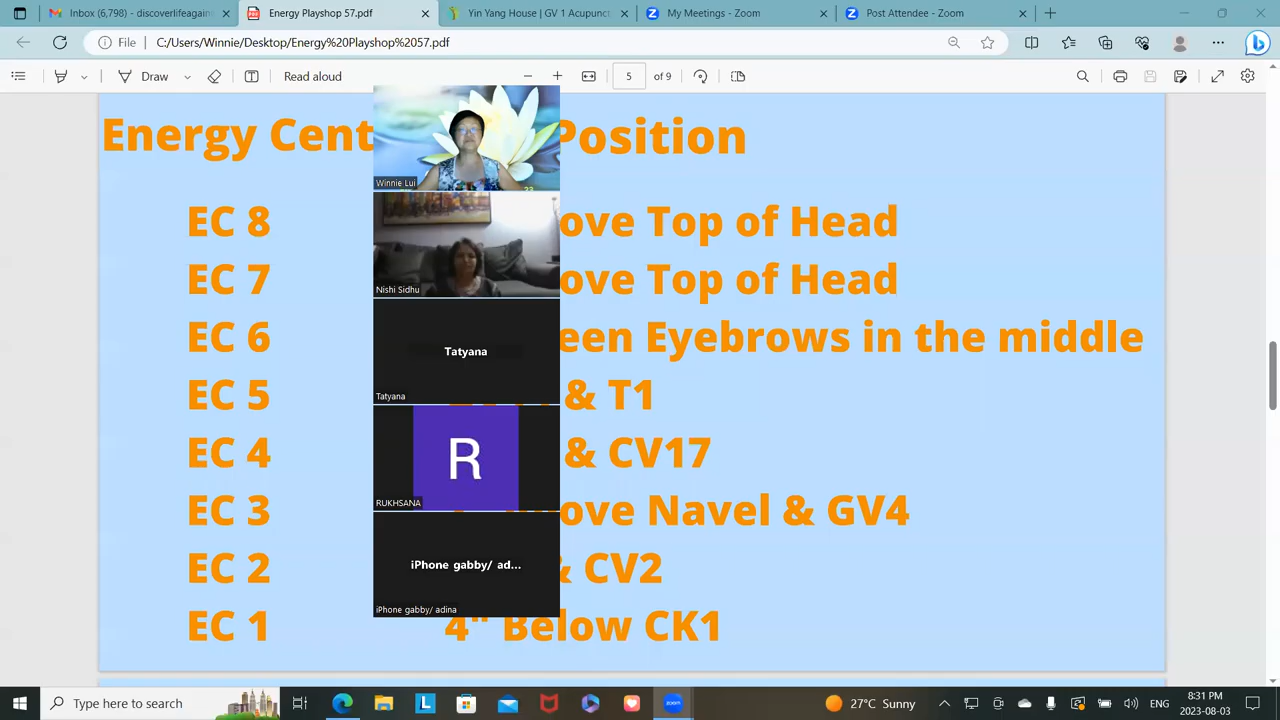 Inbox (6,798) - discoverlifeagain
Energy Playshop 57.pdf
Yin Yang House | GV 1 Acupunct
My Meetings - Zoom
Post Attendee - Zoom
File
C:/Users/Winnie/Desktop/Energy%20Playshop%2057.pdf
Draw
Read aloud
5
of 9
Energy Cent
Position
EC 8
ove Top of Head
EC 7
ove Top of Head
EC 6
een Eyebrows in the middle
EC 5
& T1
EC 4
& CV17
EC 3
ove Navel & GV4
EC 2
& CV2
EC 1
4" Below CK1
Winnie Lui
23
Nishi Sidhu
Tatyana
Tatyana
R
RUKHSANA
iPhone gabby/ ad...
iPhone gabby/ adina
Type here to search
L
zoom
27°C Sunny
ENG
8:31 PM
2023-08-03